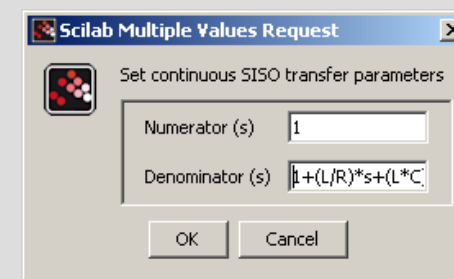 Scilab Multiple Values Request
Set continuous SISO transfer parameters
Numerator (s) 1
Denominator (s) 1+(L/R)*s+(L*C
OK Cancel